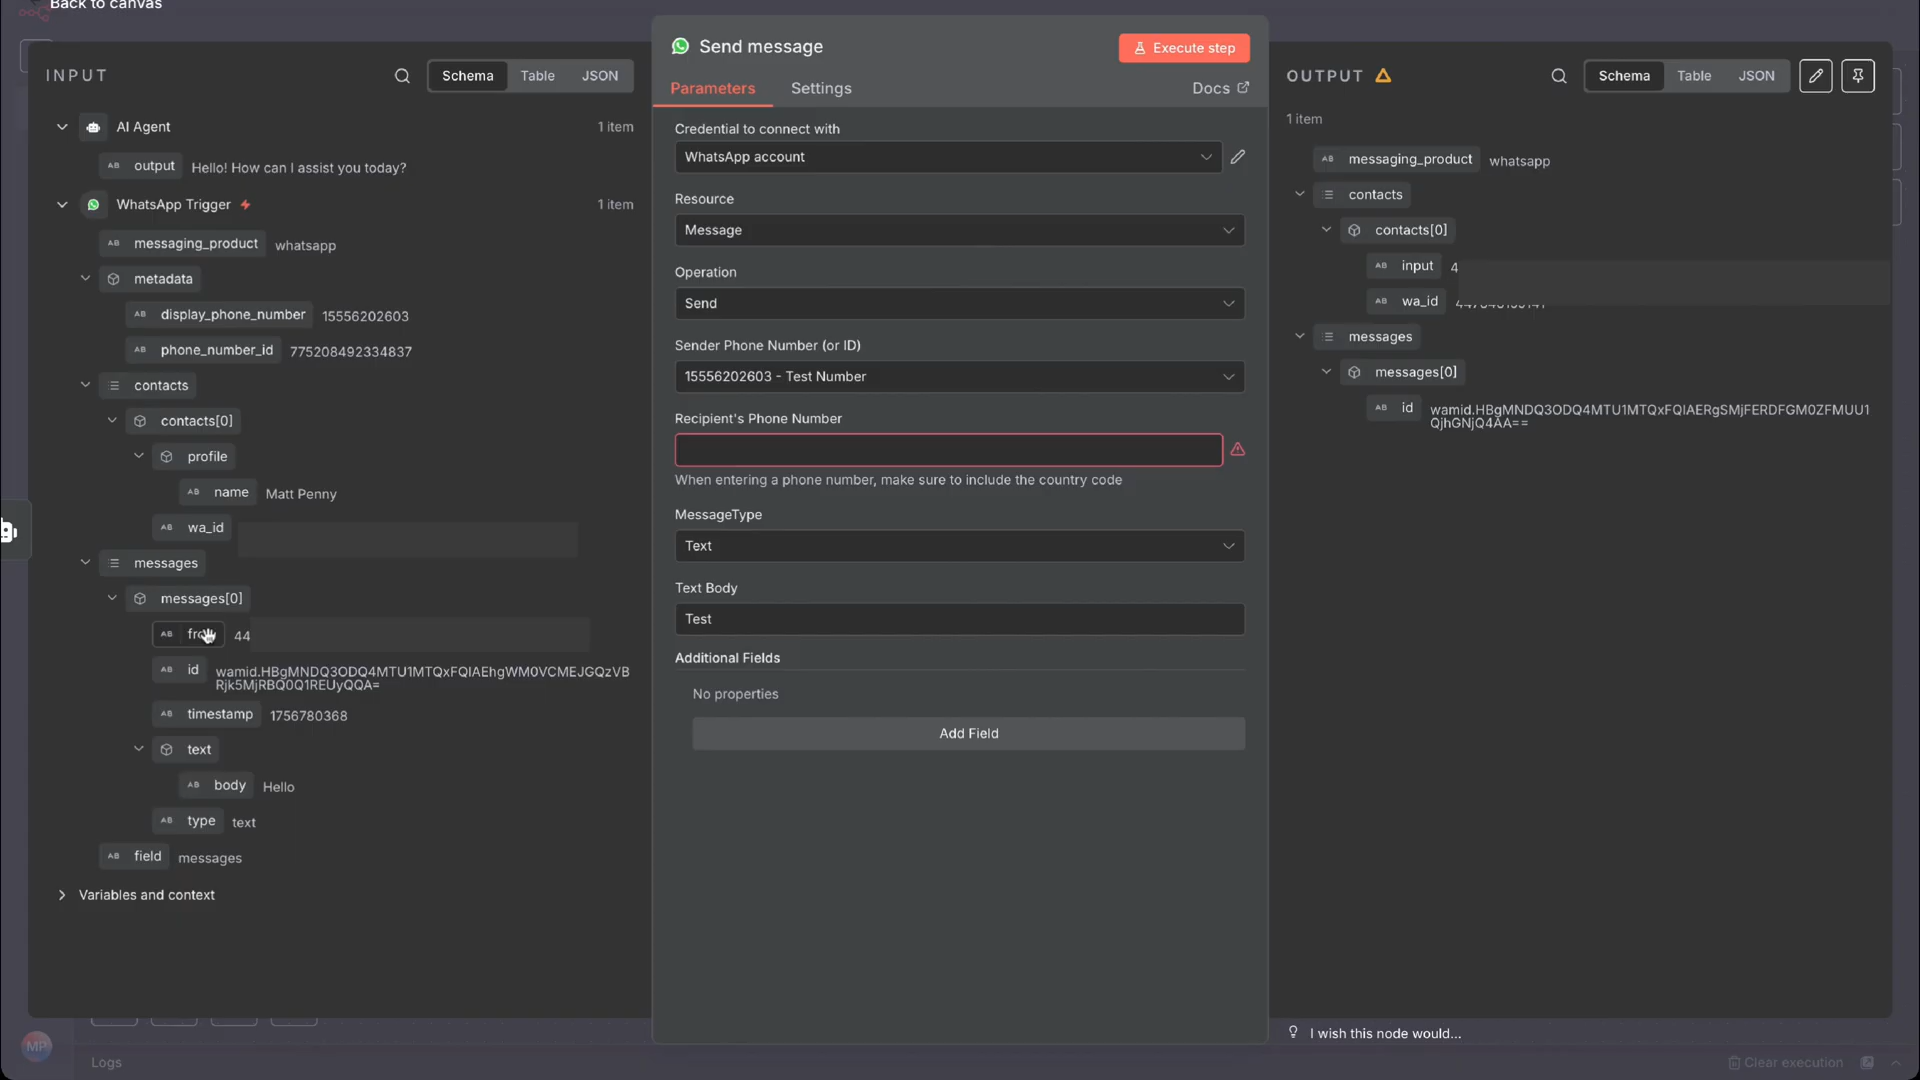 Back to canvas
INPUT
Schema
Table
JSON
AI Agent
1 item
output
Hello! How can I assist you today?
WhatsApp Trigger
1 item
messaging_product
whatsapp
metadata
display_phone_number
15556202603
phone_number_id
775208492334837
contacts
contacts[0]
profile
name
Matt Penny
wa_id
messages
messages[0]
44
id
wamid.HBgMNDQ3ODQ4MTU1MTQxFQIAEhgWM0VCMEJGQzVB
Rjk5MjRBQ0Q1REUyQQA=
timestamp
1756780368
text
body
Hello
type
text
field
messages
Variables and context
MP
Logs
Send message
Execute step
Parameters
Settings
Docs
Credential to connect with
WhatsApp account
Resource
Message
Operation
Send
Sender Phone Number (or ID)
15556202603 - Test Number
Recipient's Phone Number
When entering a phone number, make sure to include the country code
MessageType
Text
Text Body
Test
Additional Fields
No properties
Add Field
OUTPUT
Schema
Table
JSON
1 item
messaging_product
whatsapp
contacts
contacts[0]
input
4
wa_id
messages
messages[0]
id
wamid.HBgMNDQ3ODQ4MTU1MTQxFQIAERgSMjFERDFGM0ZFMUU1
QjhGNjQ4AA==
I wish this node would...
Clear execution